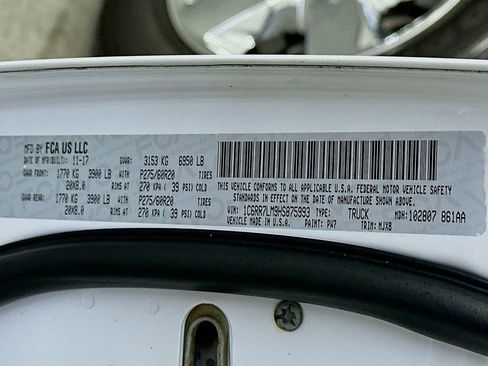 MFD BY FCA US LLC
DATE OF MFR(BUILT) 11-17 GVWR: 3153 KG 6950 LB
GAWR FRONT: 1770 KG 3900 LB P275/60R20 TIRES
20X8.0 RIMS AT 270 KPA ( 39 PSI) COLD
GAWR REAR: 1770 KG 3900 LB P275/60R20 TIRES
20X8.0 RIMS AT 270 KPA ( 39 PSI) COLD
THIS VEHICLE CONFORMS TO ALL APPLICABLE U.S.A. FEDERAL MOTOR VEHICLE SAFETY
STANDARDS IN EFFECT ON THE DATE OF MANUFACTURE SHOWN ABOVE
VIN: 1C6RR7LM9HS875993 TYPE: TRUCK MDH:102807 861AA
VEHICLE MADE IN U.S.A. PAINT: PW7 TRIM: MJX8